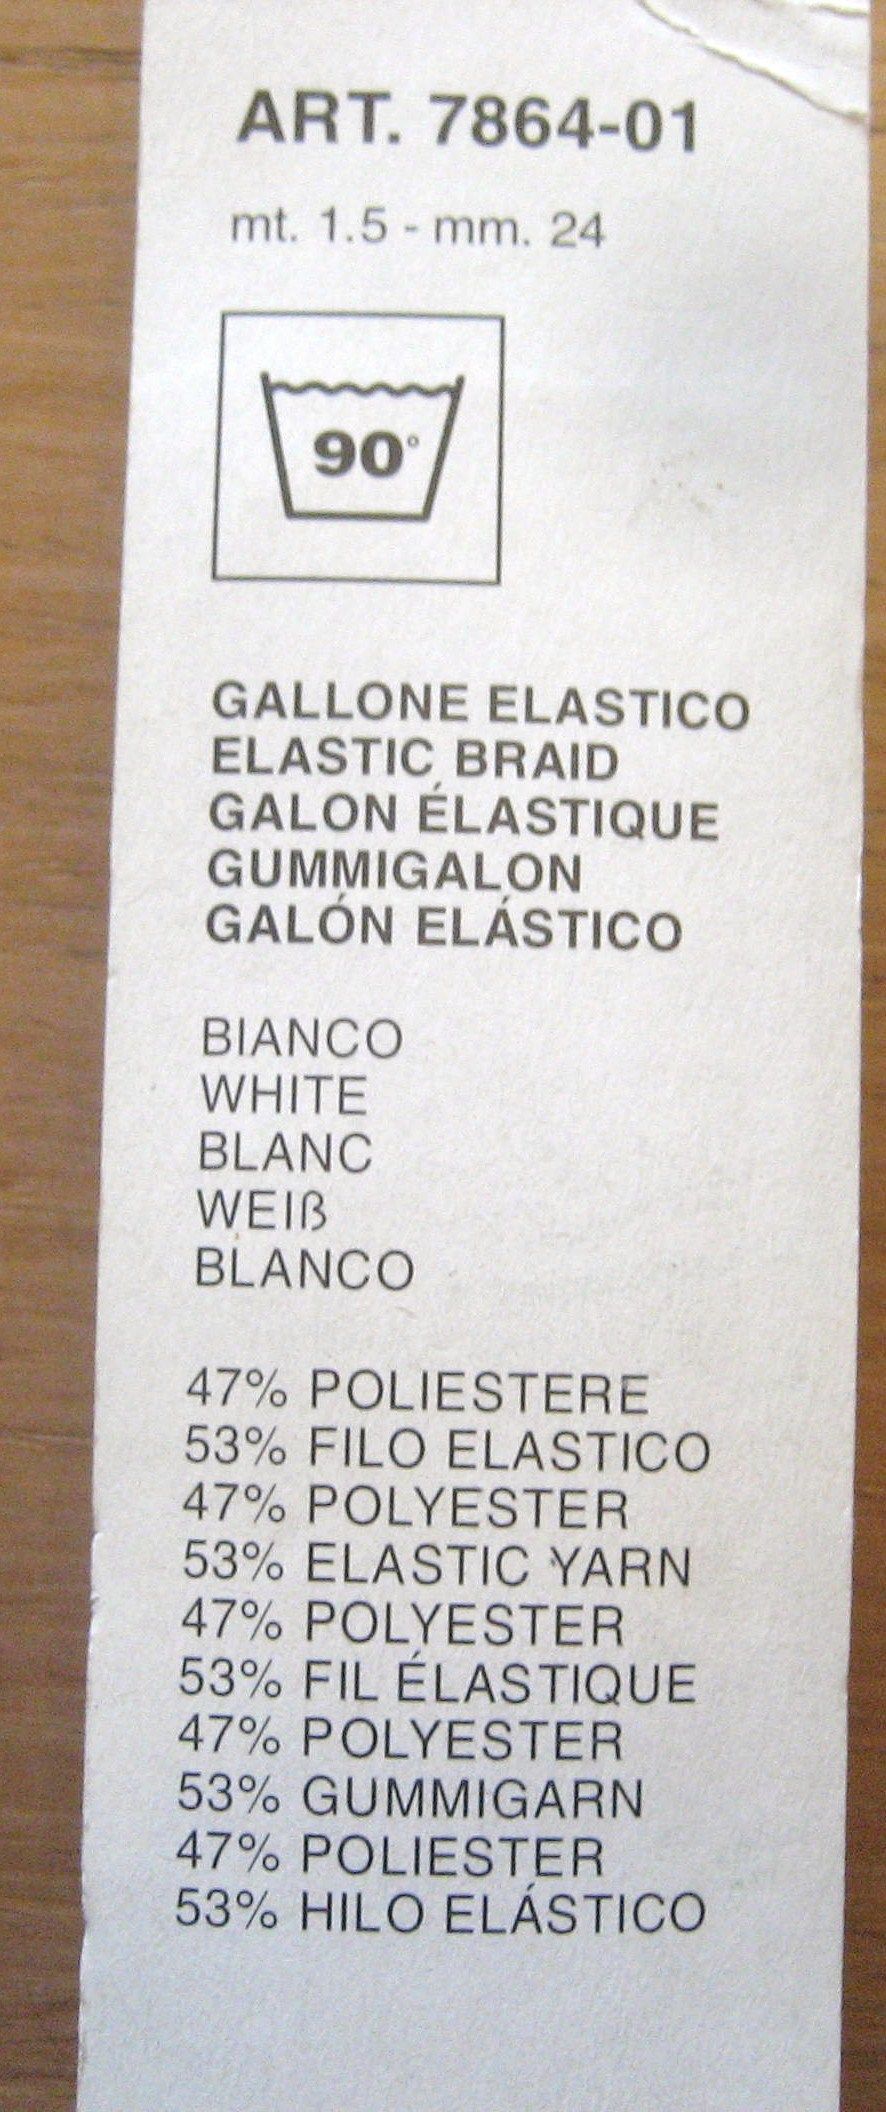 ART. 7864-01
mt. 1.5 - mm. 24
90°
GALLONE ELASTICO
ELASTIC BRAID
GALON ÉLASTIQUE
GUMMIGALON
GALÓN ELÁSTICO
BIANCO
WHITE
BLANC
WEIß
BLANCO
47% POLIESTERE
53% FILO ELASTICO
47% POLYESTER
53% ELASTIC YARN
47% POLYESTER
53% FIL ÉLASTIQUE
47% POLYESTER
53% GUMMIGARN
47% POLIESTER
53% HILO ELÁSTICO